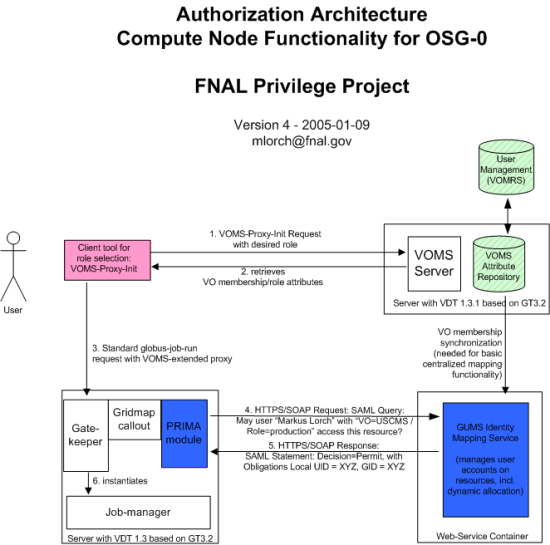 Authorization Architecture
Compute Node Functionality for OSG-0
FNAL Privilege Project
Version 4 - 2005-01-09
mlorch@fnal.gov
User
Management
(VOMRS)
User
Client tool for
role selection:
VOMS-Proxy-Init
1. VOMS-Proxy-Init Request
with desired role
2. retrieves
VO membership/role attributes
VOMS
Server
VOMS
Attribute
Repository
Server with VDT 1.3.1 based on GT3.2
3. Standard globus-job-run
request with VOMS-extended proxy
VO membership
synchronization
(needed for basic
centralized mapping
functionality)
Gate-
keeper
Gridmap
callout
PRIMA
module
4. HTTPS/SOAP Request: SAML Query:
May user “Markus Lorch” with “VO=USCMS /
Role=production” access this resource?
5. HTTPS/SOAP Response:
SAML Statement: Decision=Permit, with
Obligations Local UID = XYZ, GID = XYZ
GUMS Identity
Mapping Service
(manages user
accounts on
resources, incl.
dynamic allocation)
6. instantiates
Job-manager
Server with VDT 1.3 based on GT3.2
Web-Service Container